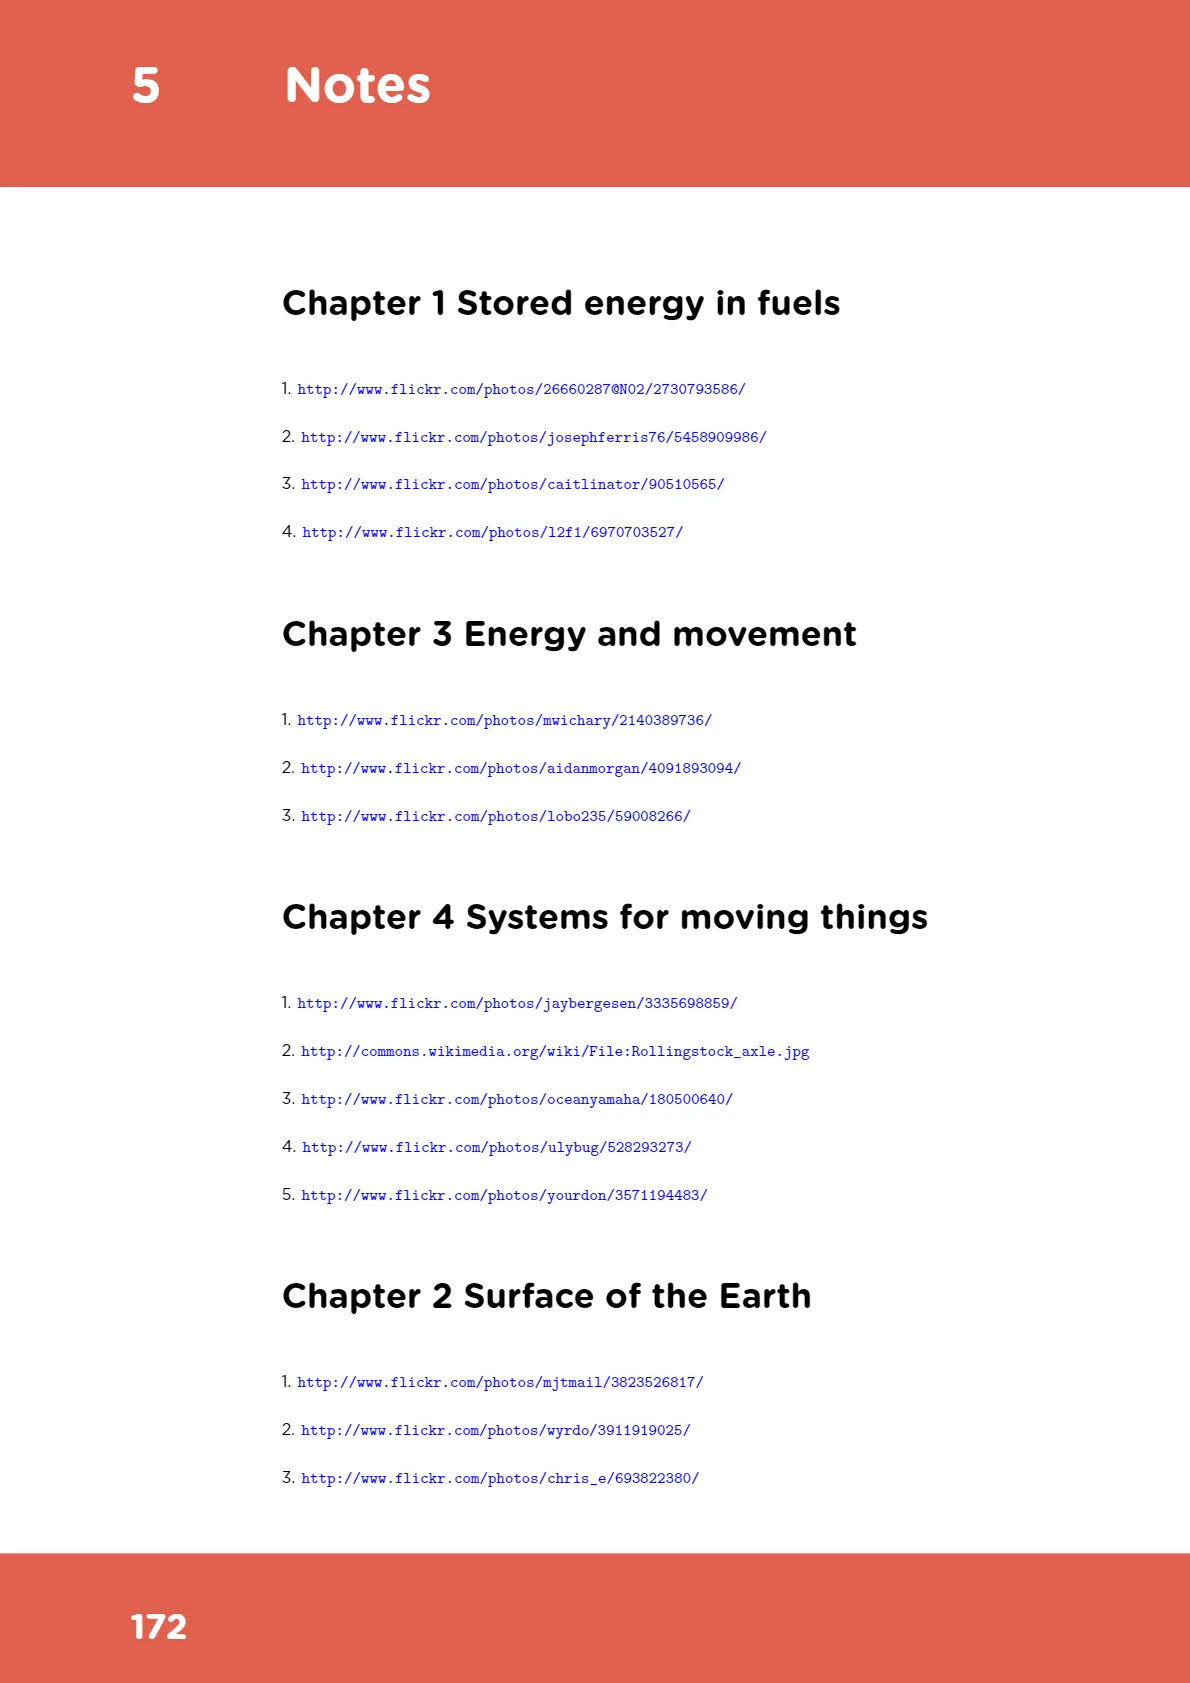 5 Notes
Chapter 1 Stored energy in fuels
1. http://www.flickr.com/photos/26660287@N02/2730793586/
2. http://www.flickr.com/photos/josephferris76/5458909986/
3. http://www.flickr.com/photos/caitlinator/90510565/
4. http://www.flickr.com/photos/l2f1/6970703527/
Chapter 3 Energy and movement
1. http://www.flickr.com/photos/mwichary/2140389736/
2. http://www.flickr.com/photos/aidanmorgan/4091893094/
3. http://www.flickr.com/photos/lobo235/59008266/
Chapter 4 Systems for moving things
1. http://www.flickr.com/photos/jaybergesen/3335698859/
2. http://commons.wikimedia.org/wiki/File:Rollingstock_axle.jpg
3. http://www.flickr.com/photos/oceanyamaha/180500640/
4. http://www.flickr.com/photos/ulybug/528293273/
5. http://www.flickr.com/photos/yourdon/3571194483/
Chapter 2 Surface of the Earth
1. http://www.flickr.com/photos/mjtmail/3823526817/
2. http://www.flickr.com/photos/wyrdo/3911919025/
3. http://www.flickr.com/photos/chris_e/693822380/
172